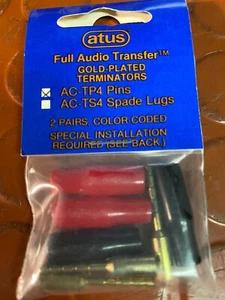 atus
Full Audio Transfer™
GOLD-PLATED
TERMINATORS
AC-TP4 Pins
AC-TS4 Spade Lugs
2 PAIRS, COLOR CODED
SPECIAL INSTALLATION
REQUIRED (SEE BACK.)